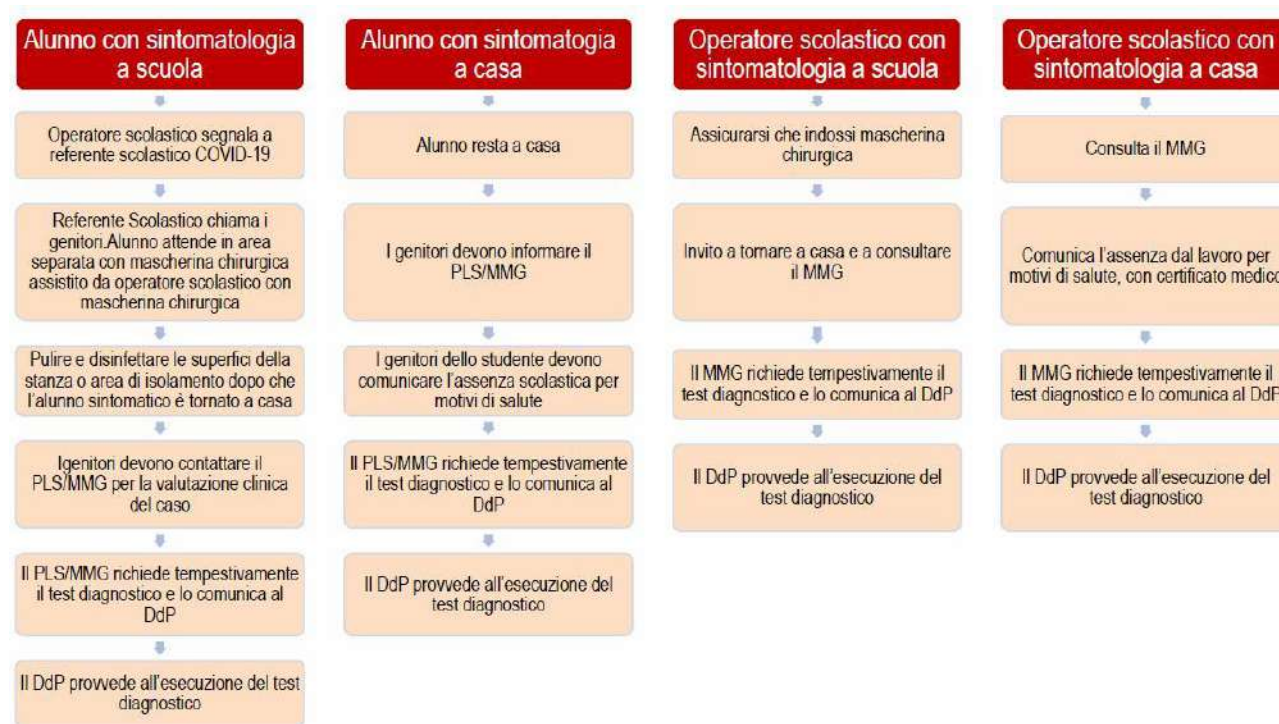 Alunno con sintomatologia
a scuola
Operatore scolastico segnala a
referente scolastico COVID-19
Referente Scolastico chiama i
genitori.Alunno attende in area
separata con mascherina chirurgica
assistito da operatore scolastico con
mascherina chirurgica
Pulire e disinfettare le superfici della
stanza o area di isolamento dopo che
l'alunno sintomatico è tornato a casa
Igenitori devono contattare il
PLS/MMG per la valutazione clinica
del caso
Il PLS/MMG richiede tempestivamente
il test diagnostico e lo comunica al
DdP
Il DdP provvede all'esecuzione del test
diagnostico
Alunno con sintomatogia
a casa
Alunno resta a casa
I genitori devono informare il
PLS/MMG
I genitori dello studente devono
comunicare l'assenza scolastica per
motivi di salute
Il PLS/MMG richiede tempestivamente
il test diagnostico e lo comunica al
DdP
Il DdP provvede all'esecuzione del
test diagnostico
Operatore scolastico con
sintomatologia a scuola
Assicurarsi che indossi mascherina
chirurgica
Invito a tornare a casa e a consultare
il MMG
Il MMG richiede tempestivamente il
test diagnostico e lo comunica al DdP
Il DdP provvede all'esecuzione del
test diagnostico
Operatore scolastico con
sintomatologia a casa
Consulta il MMG
Comunica l'assenza dal lavoro per
motivi di salute, con certificato medico
Il MMG richiede tempestivamente il
test diagnostico e lo comunica al DdP
Il DdP provvede all'esecuzione del
test diagnostico